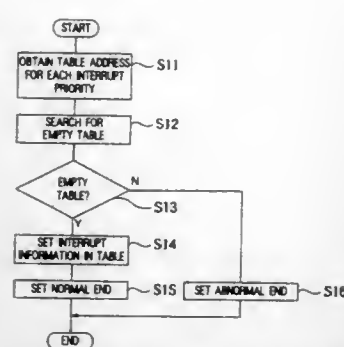 START
OBTAIN TABLE ADDRESS
FOR EACH INTERRUPT
PRIORITY
S11
SEARCH FOR
EMPTY TABLE
S12
EMPTY
TABLE?
N
S13
Y
SET INTERRUPT
INFORMATION IN TABLE
S14
SET NORMAL END
S15
SET ABNORMAL END
S16
END